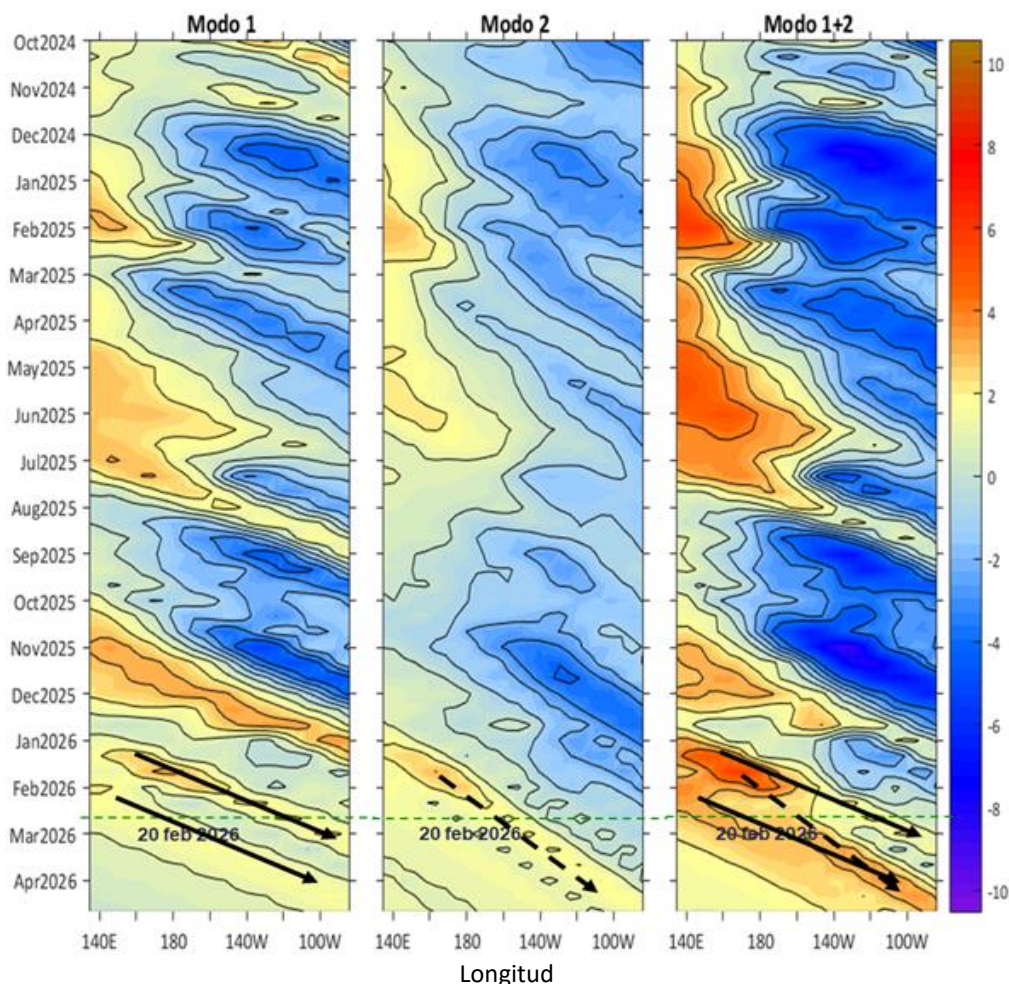 Modo 1
Modo 2
Modo 1+2
Oct2024
Nov2024
Dec2024
Jan2025
Feb2025
Mar2025
Apr2025
May2025
Jun2025
Jul2025
Aug2025
Sep2025
Oct2025
Nov2025
Dec2025
Jan2026
Feb2026
Mar2026
Apr2026
20 feb 2026
20 feb 2026
20 feb 2026
140E 180 140W 100W
140E 180 140W 100W
140E 180 140W 100W
Longitud
10
8
6
4
2
0
-2
-4
-6
-8
-10